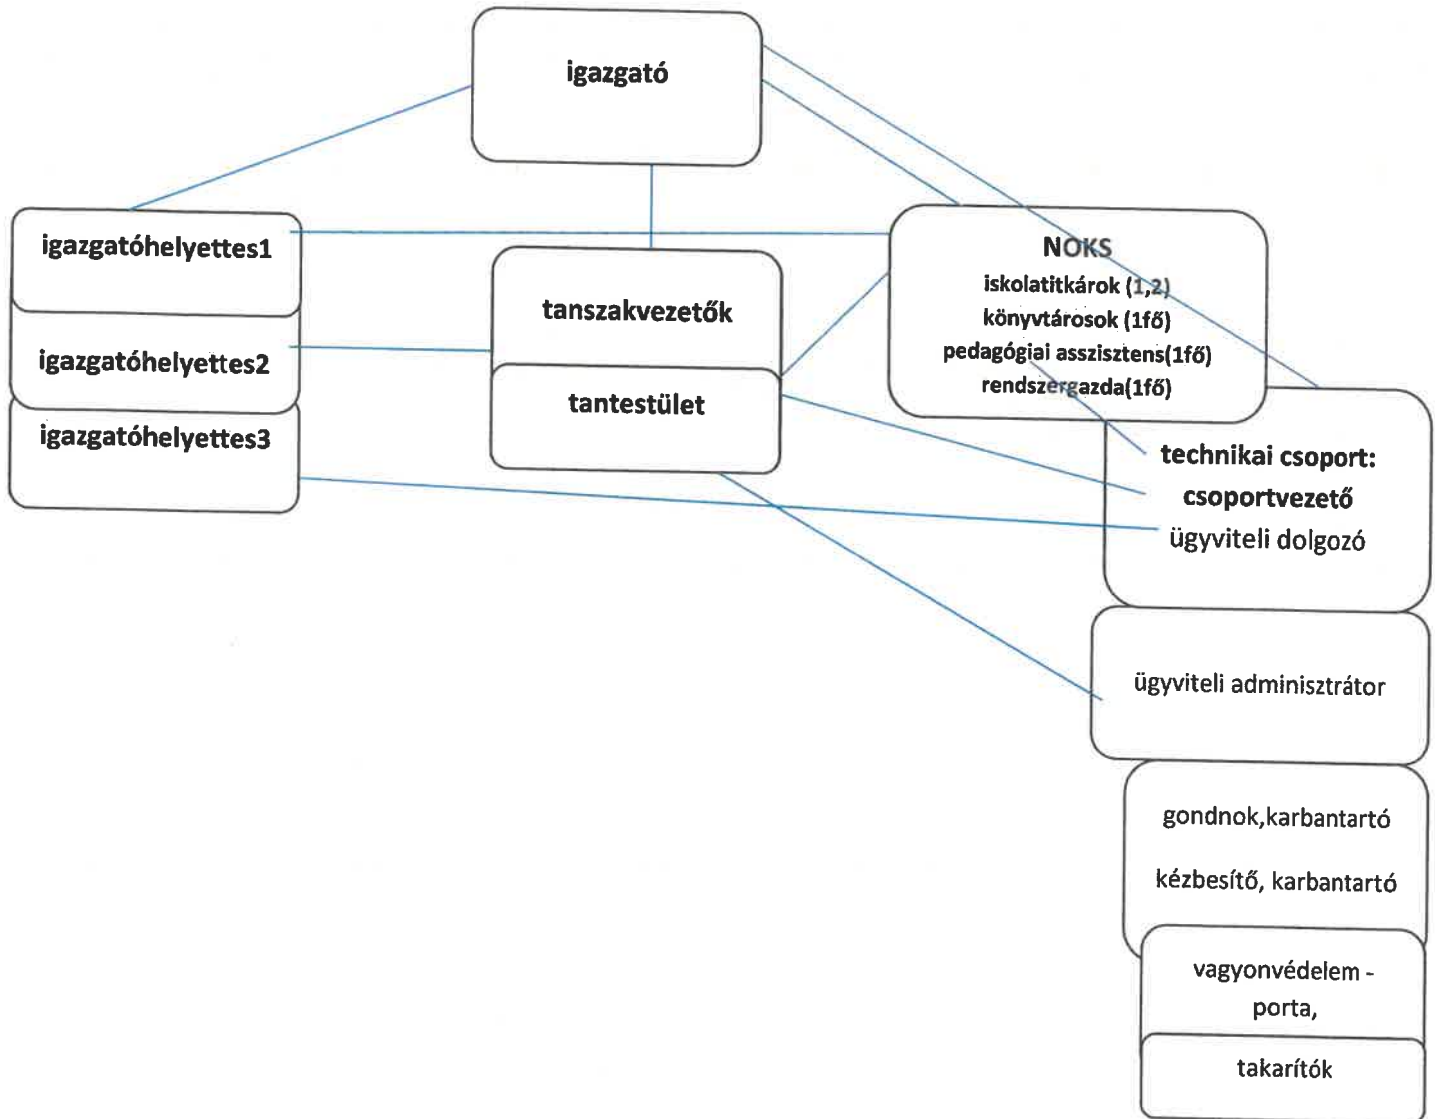 igazgató
igazgatóhelyettes1
igazgatóhelyettes2
igazgatóhelyettes3
tanszakvezetők
tantestület
NOKS
iskolatitkárok (1,2)
könyvtárosok (1fő)
pedagógiai asszisztens(1fő)
rendszergazda(1fő)
technikai csoport:
csoportvezető
ügyviteli dolgozó
ügyviteli adminisztrátor
gondnok,karbantartó
kézbesítő, karbantartó
vagyonvédelem -
porta,
takarítók